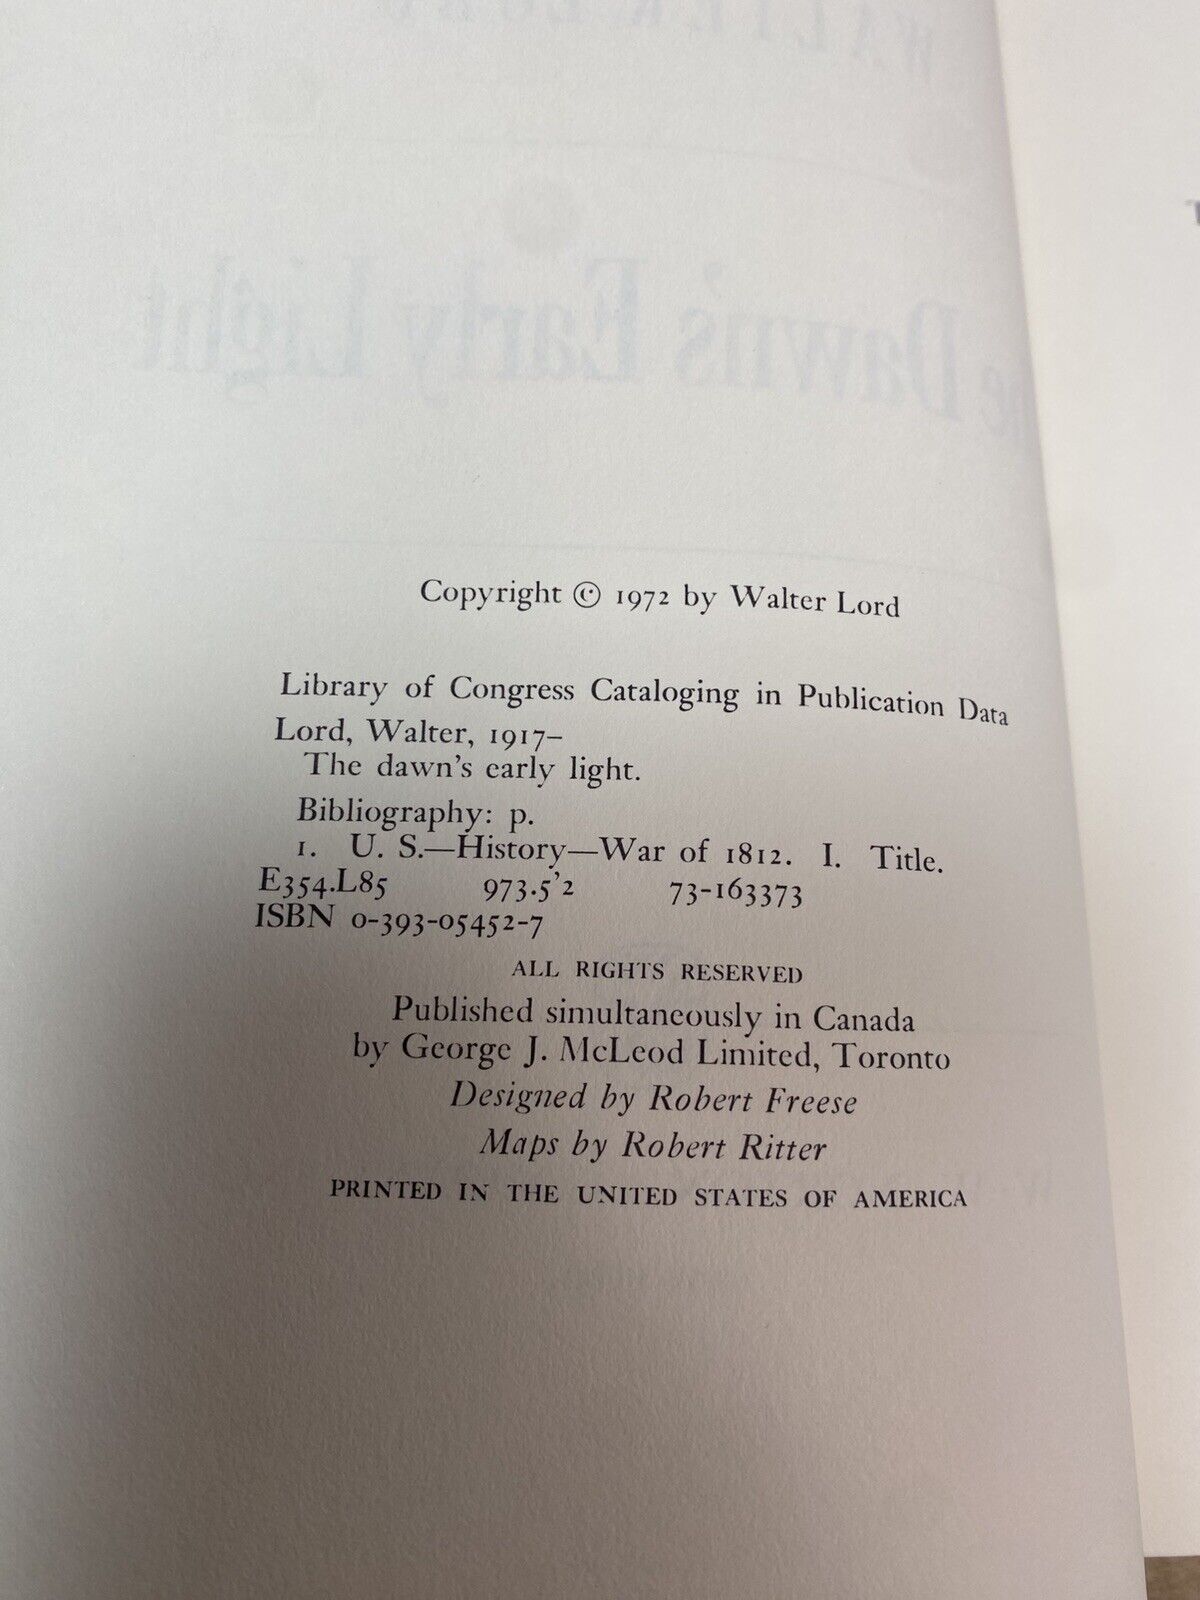 Copyright © 1972 by Walter Lord
Library of Congress Cataloging in Publication Data
Lord, Walter, 1917–
The dawn's early light.
Bibliography: p.
1. U. S.—History—War of 1812. I. Title.
E354.L85 973.5'2 73-163373
ISBN 0-393-05452-7
ALL RIGHTS RESERVED
Published simultaneously in Canada
by George J. McLeod Limited, Toronto
Designed by Robert Freese
Maps by Robert Ritter
PRINTED IN THE UNITED STATES OF AMERICA